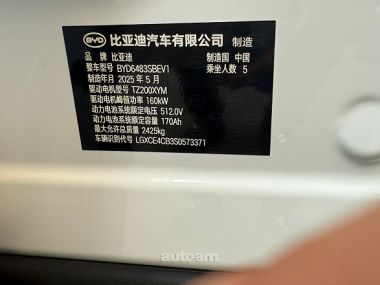 BYD 比亚迪汽车有限公司 制造
品 牌 比亚迪 制造国 中国
整车型号 BYD6483SBEV1 乘坐人数 5
制造年月 2025年5月
驱动电机型号 TZ200XYM
驱动电机峰值功率 160kW
动力电池系统额定电压 512.0V
动力电池系统额定容量 170Ah
最大允许总质量 2425kg
车辆识别代号 LGXCE4CB3S0573371
autoam